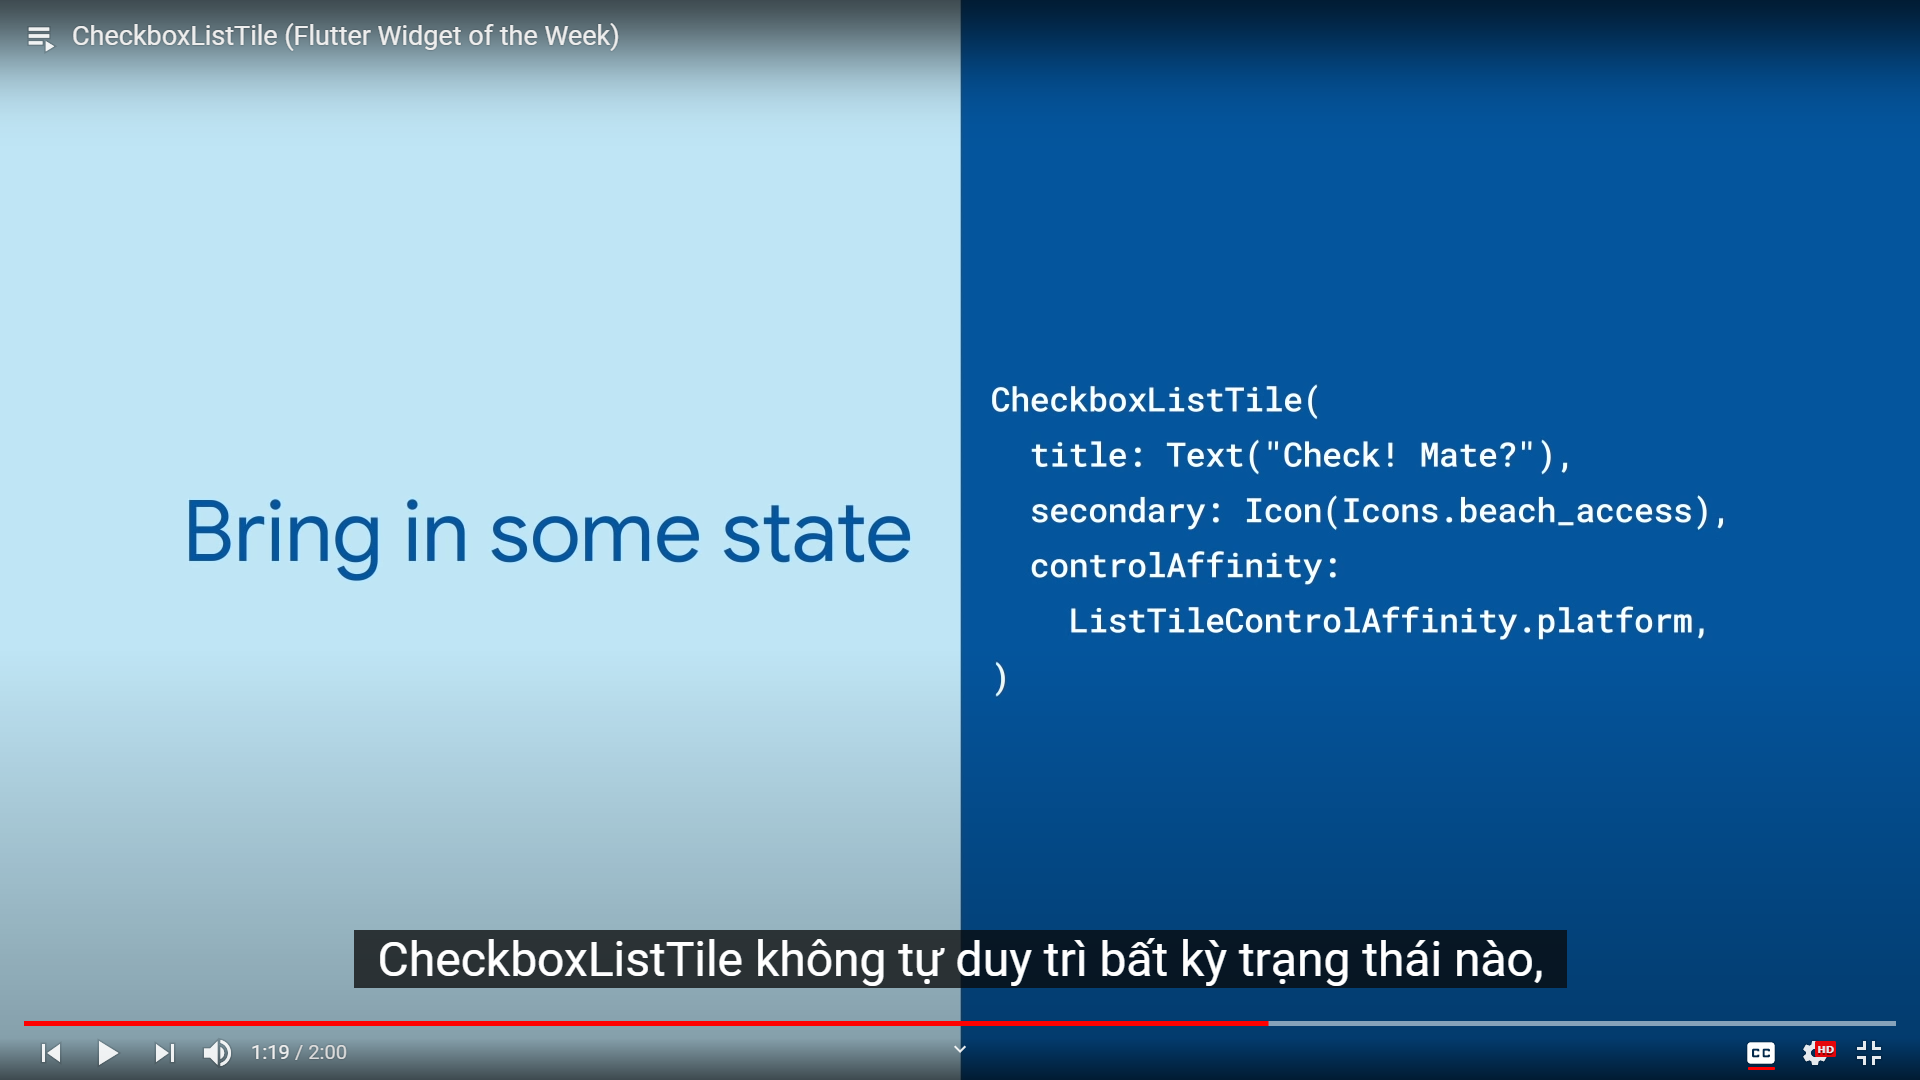 CheckboxListTile (Flutter Widget of the Week)
Bring in some state
CheckboxListTile(
title: Text("Check! Mate?"),
secondary: Icon(Icons.beach_access),
controlAffinity:
ListTileControlAffinity.platform,
)
CheckboxListTile không tự duy trì bất kỳ trạng thái nào,
1:19 / 2:00
CC
HD